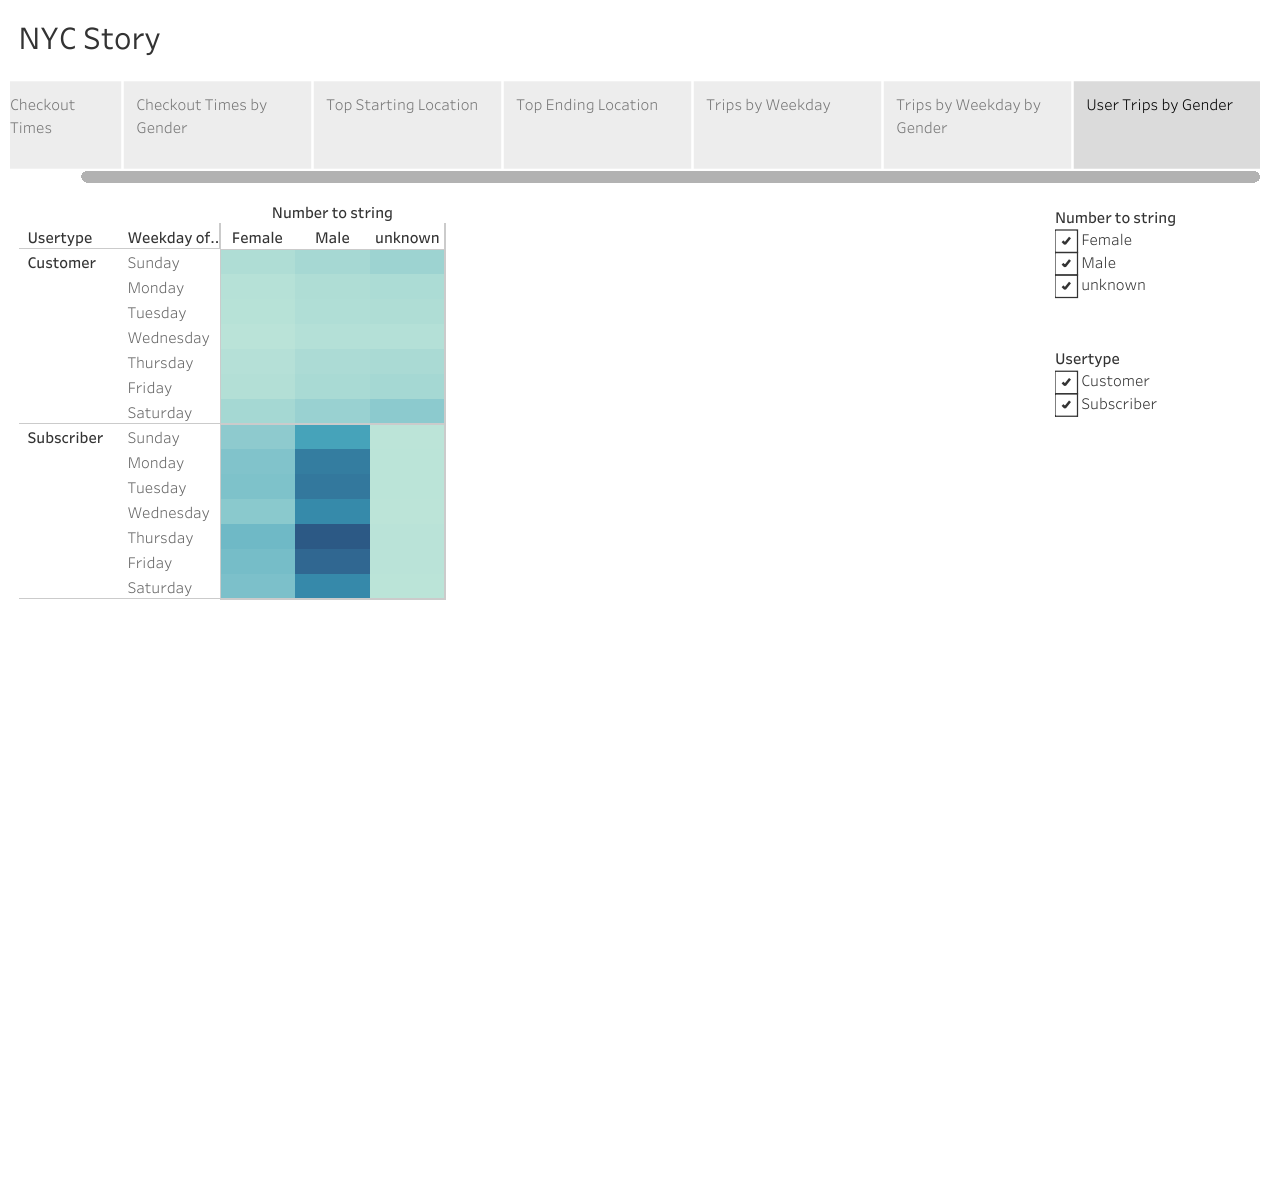 NYC Story
Checkout
Times
Checkout Times by
Gender
Top Starting Location
Top Ending Location
Trips by Weekday
Trips by Weekday by
Gender
User Trips by Gender
Number to string
Usertype Weekday of.. Female Male unknown
Customer Sunday
Monday
Tuesday
Wednesday
Thursday
Friday
Saturday
Subscriber Sunday
Monday
Tuesday
Wednesday
Thursday
Friday
Saturday
Number to string
Female
Male
unknown
Usertype
Customer
Subscriber